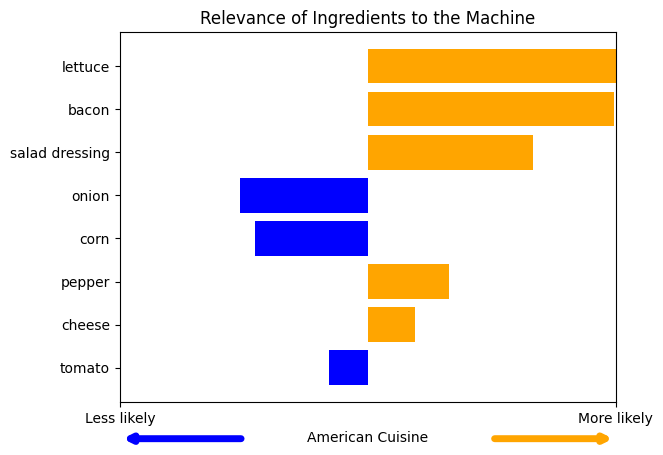 Relevance of Ingredients to the Machine
lettuce
bacon
salad dressing
onion
corn
pepper
cheese
tomato
Less likely
More likely
American Cuisine